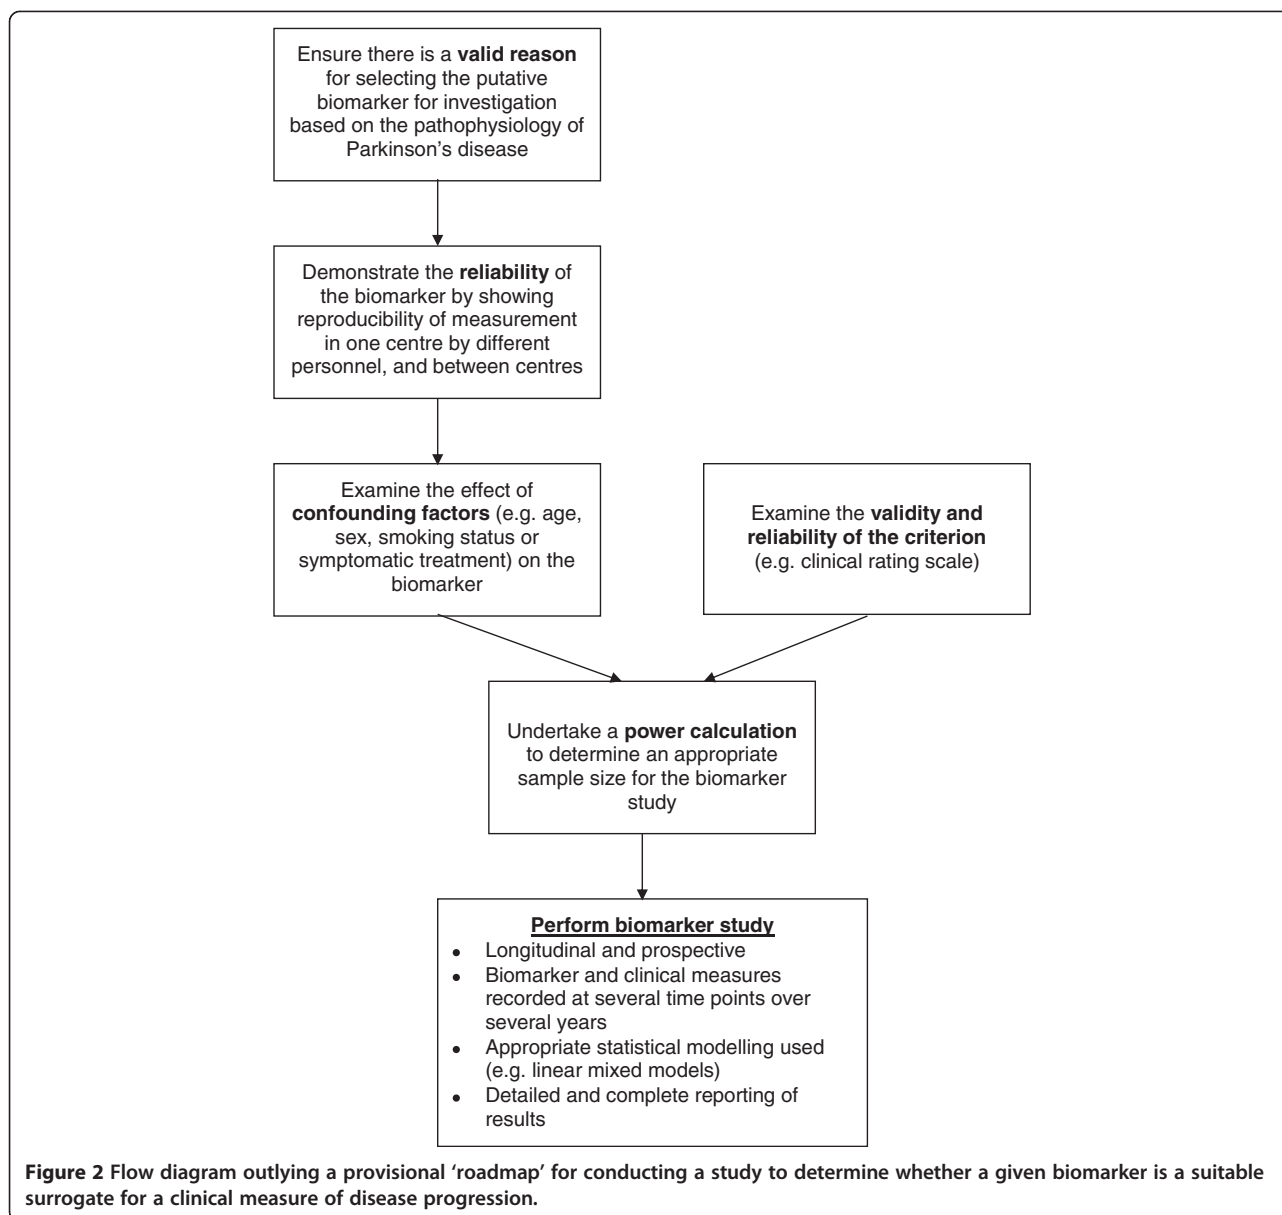 Ensure there is a valid reason
for selecting the putative
biomarker for investigation
based on the pathophysiology of
Parkinson's disease
Demonstrate the reliability of
the biomarker by showing
reproducibility of measurement
in one centre by different
personnel, and between centres
Examine the effect of
confounding factors (e.g. age,
sex, smoking status or
symptomatic treatment) on the
biomarker
Examine the validity and
reliability of the criterion
(e.g. clinical rating scale)
Undertake a power calculation
to determine an appropriate
sample size for the biomarker
study
Perform biomarker study
• Longitudinal and prospective
• Biomarker and clinical measures
recorded at several time points over
several years
• Appropriate statistical modelling used
(e.g. linear mixed models)
• Detailed and complete reporting of
results
Figure 2 Flow diagram outlying a provisional 'roadmap' for conducting a study to determine whether a given biomarker is a suitable
surrogate for a clinical measure of disease progression.